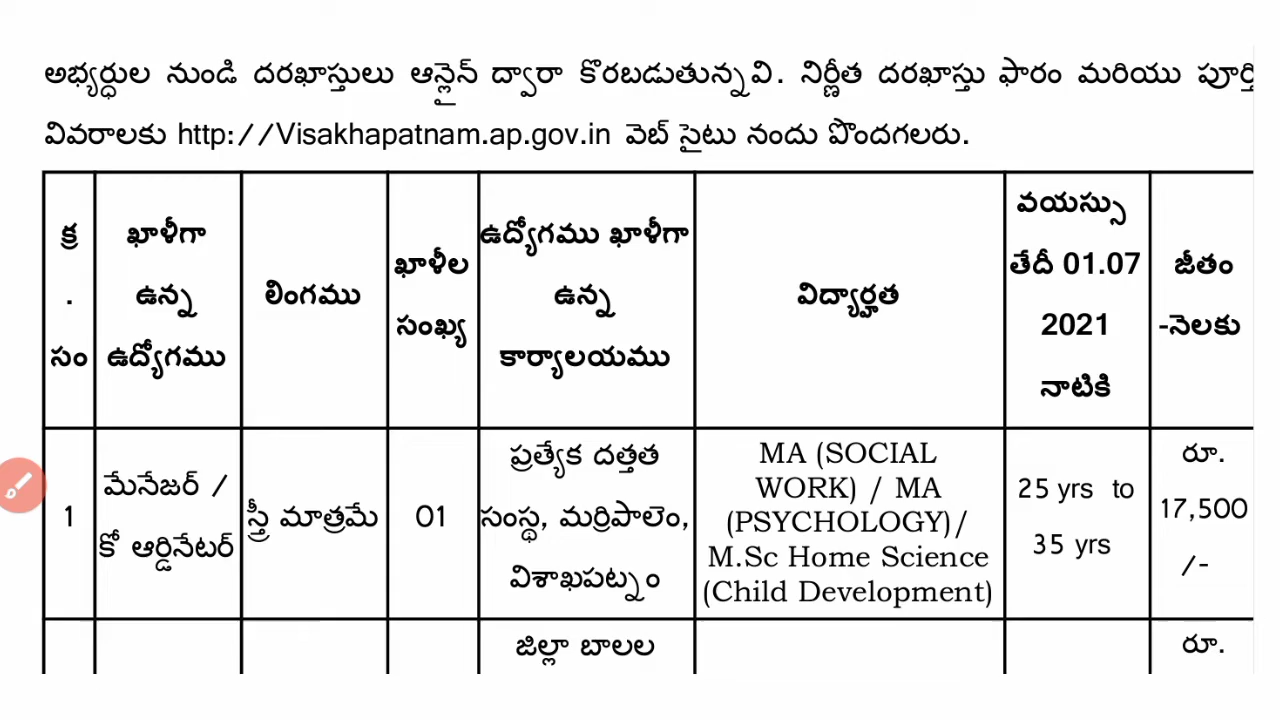 అభ్యర్ధుల నుండి దరఖాస్తులు ఆన్లైన్ ద్వారా కొరబడుతున్నవి. నిర్ణీత దరఖాస్తు ఫారం మరియు పూర్తి
వివరాలకు http://Visakhapatnam.ap.gov.in వెబ్ సైటు నందు పొందగలరు.
క్ర
.
సం
ఖాళీగా
ఉన్న
ఉద్యోగము
లింగము
ఖాళీల
సంఖ్య
ఉద్యోగము ఖాళీగా
ఉన్న
కార్యాలయము
విద్యార్హత
వయస్సు
తేదీ 01.07
2021
నాటికి
జీతం
-నెలకు
1
మేనేజర్ /
కో ఆర్డినేటర్
స్త్రీ మాత్రమే
01
ప్రత్యేక దత్తత
సంస్థ, మర్రిపాలెం,
విశాఖపట్నం
MA (SOCIAL
WORK) / MA
(PSYCHOLOGY)/
M.Sc Home Science
(Child Development)
25 yrs to
35 yrs
రూ.
17,500
/-
జిల్లా బాలల
రూ.